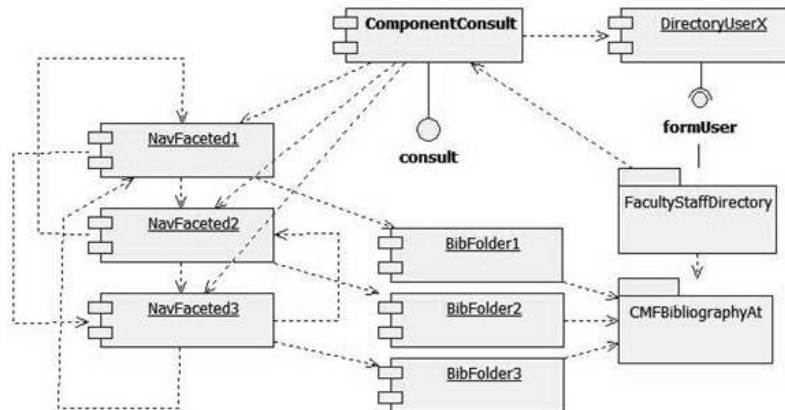 ComponentConsult
DirectoryUserX
NavFaceted1
consult
formUser
FacultyStaffDirectory
NavFaceted2
BibFolder1
NavFaceted3
BibFolder2
CMFBibliographyAt
BibFolder3